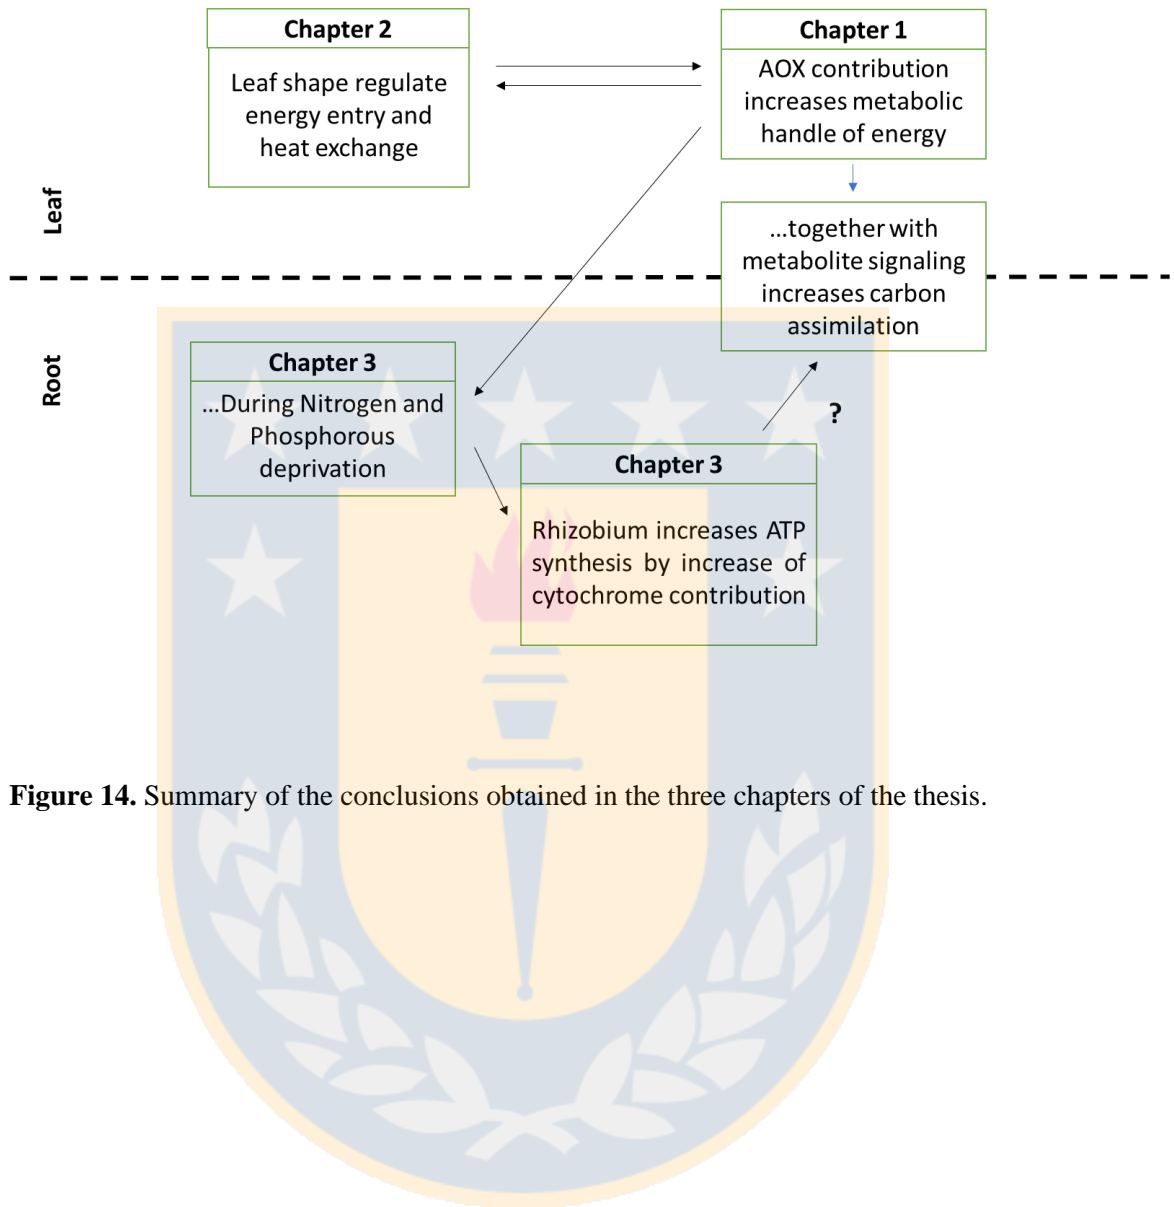 Chapter 2
Leaf shape regulate
energy entry and
heat exchange
Chapter 1
AOX contribution
increases metabolic
handle of energy
Leaf
...together with
metabolite signaling
increases carbon
assimilation
Root
Chapter 3
...During Nitrogen and
Phosphorous
deprivation
?
Chapter 3
Rhizobium increases ATP
synthesis by increase of
cytochrome contribution
Figure 14. Summary of the conclusions obtained in the three chapters of the thesis.